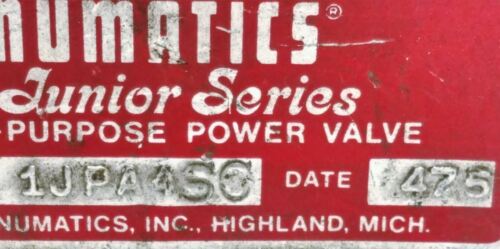 NUMATICS®
Junior Series
-PURPOSE POWER VALVE
1JPA4SC DATE 475
NUMATICS, INC., HIGHLAND, MICH.